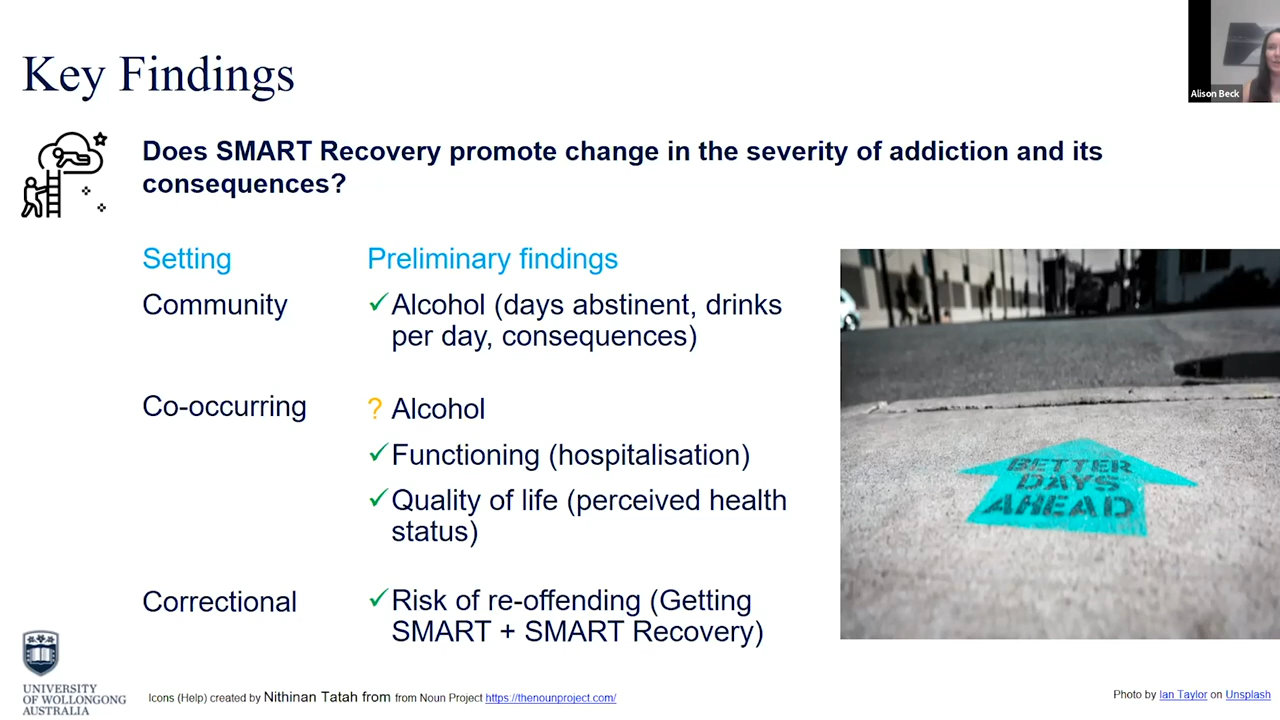 Key Findings
Alison Beck
Does SMART Recovery promote change in the severity of addiction and its
consequences?
Setting
Preliminary findings
Community
✓Alcohol (days abstinent, drinks
per day, consequences)
Co-occurring
? Alcohol
✓Functioning (hospitalisation)
✓Quality of life (perceived health
status)
Correctional
✓Risk of re-offending (Getting
SMART + SMART Recovery)
BETTER
DAYS
AHEAD
UNIVERSITY
OF WOLLONGONG
AUSTRALIA
Icons (Help) created by Nithinan Tatah from from Noun Project https://thenounproject.com/
Photo by Ian Taylor on Unsplash